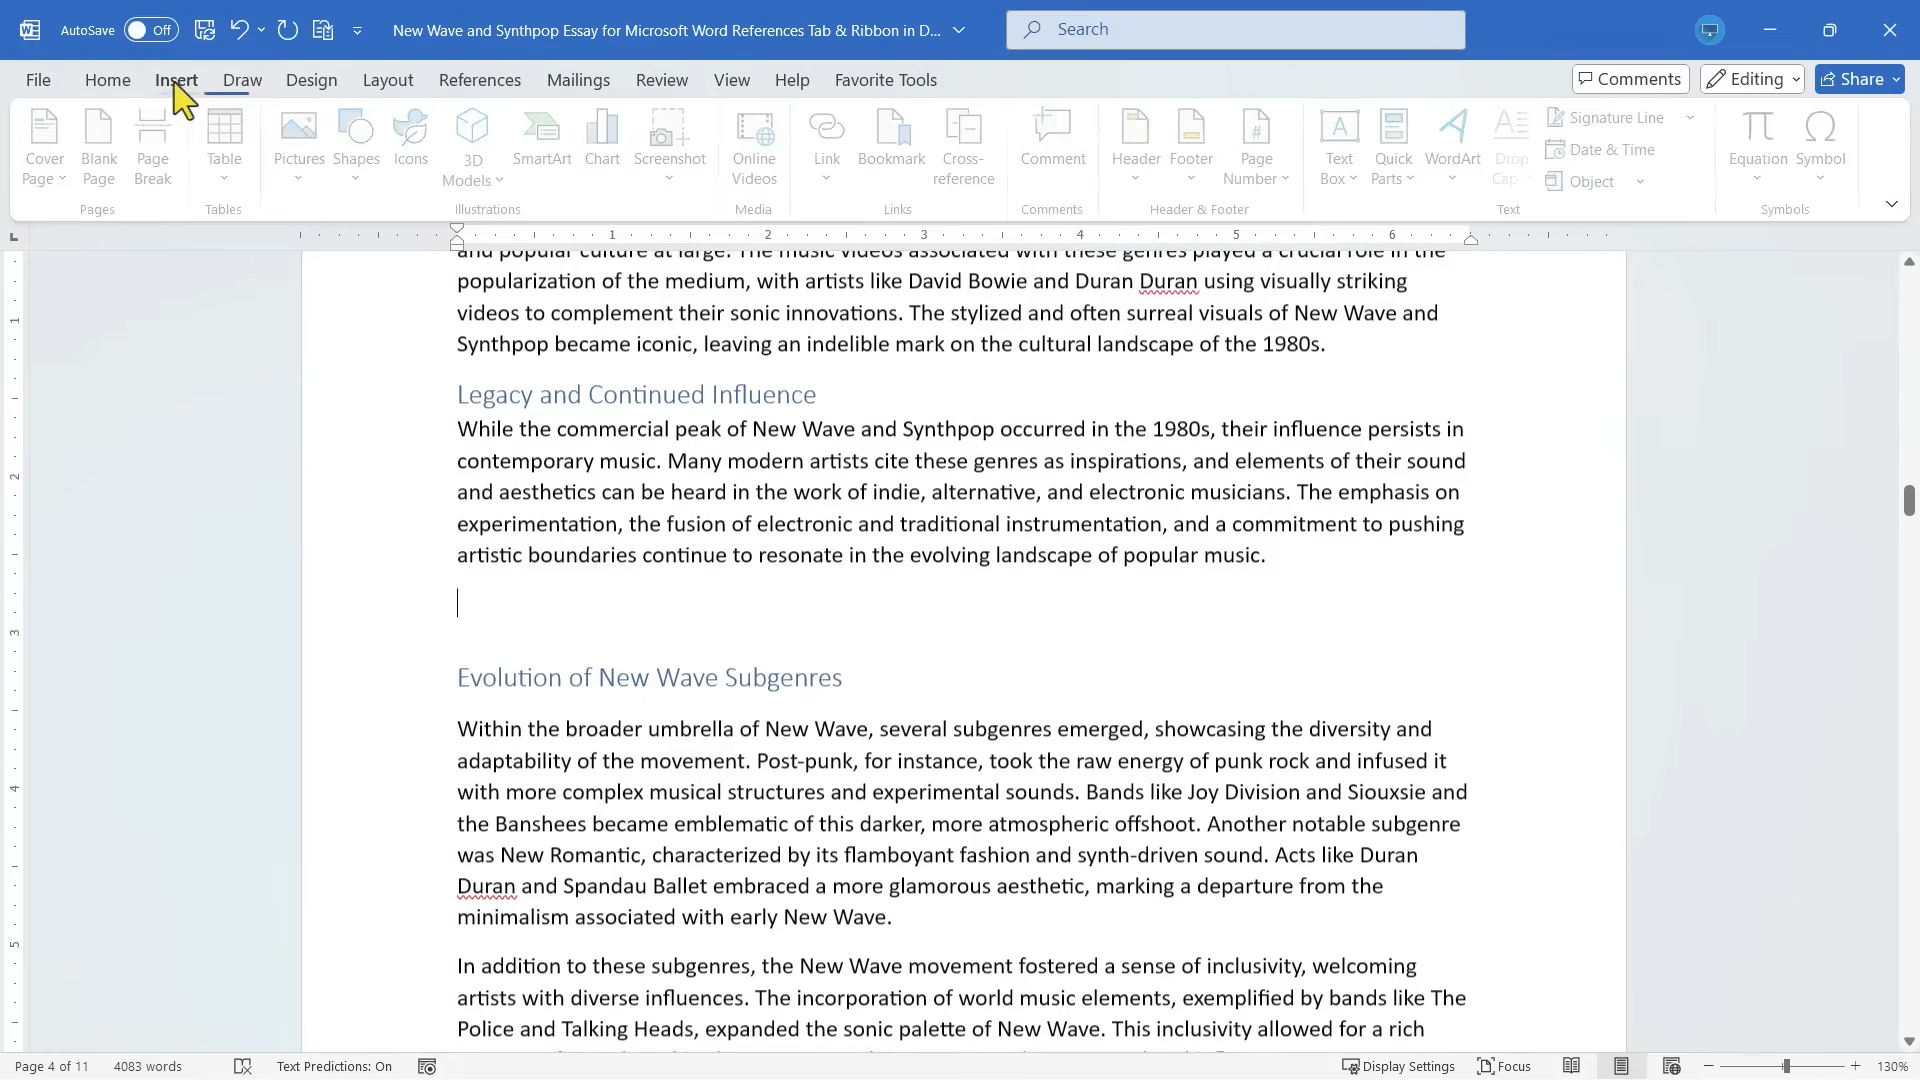 AutoSave Off New Wave and Synthpop Essay for Microsoft Word References Tab & Ribbon in D... Search
File Home Insert Draw Design Layout References Mailings Review View Help Favorite Tools Comments Editing Share
Cover Page
Blank Page
Page Break
Pages
Table
Tables
Pictures
Shapes
Icons
3D Models
SmartArt
Chart
Screenshot
Illustrations
Online Videos
Media
Link
Bookmark
Cross-reference
Links
Comment
Comments
Header
Footer
Page Number
Header & Footer
Text Box
Quick Parts
WordArt
Drop Cap
Signature Line
Date & Time
Object
Text
Equation
Symbol
Symbols
1 2 3 4 5 6
1
2
3
4
5
and popular culture at large. The music videos associated with these genres played a crucial role in the
popularization of the medium, with artists like David Bowie and Duran Duran using visually striking
videos to complement their sonic innovations. The stylized and often surreal visuals of New Wave and
Synthpop became iconic, leaving an indelible mark on the cultural landscape of the 1980s.
Legacy and Continued Influence
While the commercial peak of New Wave and Synthpop occurred in the 1980s, their influence persists in
contemporary music. Many modern artists cite these genres as inspirations, and elements of their sound
and aesthetics can be heard in the work of indie, alternative, and electronic musicians. The emphasis on
experimentation, the fusion of electronic and traditional instrumentation, and a commitment to pushing
artistic boundaries continue to resonate in the evolving landscape of popular music.
Evolution of New Wave Subgenres
Within the broader umbrella of New Wave, several subgenres emerged, showcasing the diversity and
adaptability of the movement. Post-punk, for instance, took the raw energy of punk rock and infused it
with more complex musical structures and experimental sounds. Bands like Joy Division and Siouxsie and
the Banshees became emblematic of this darker, more atmospheric offshoot. Another notable subgenre
was New Romantic, characterized by its flamboyant fashion and synth-driven sound. Acts like Duran
Duran and Spandau Ballet embraced a more glamorous aesthetic, marking a departure from the
minimalism associated with early New Wave.
In addition to these subgenres, the New Wave movement fostered a sense of inclusivity, welcoming
artists with diverse influences. The incorporation of world music elements, exemplified by bands like The
Police and Talking Heads, expanded the sonic palette of New Wave. This inclusivity allowed for a rich
Page 4 of 11 4083 words Text Predictions: On Display Settings Focus 130%